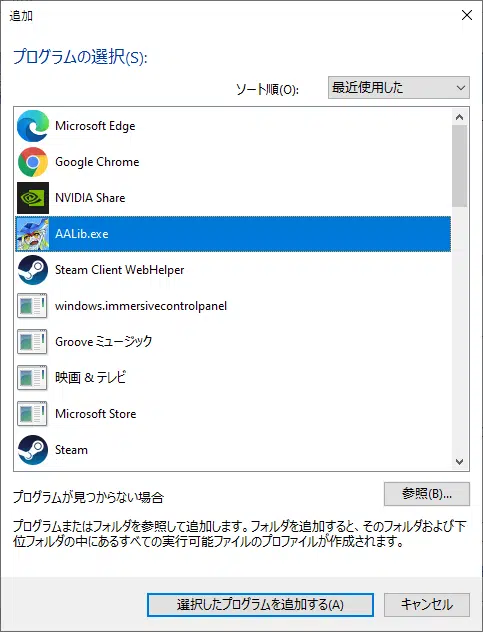 追加
プログラムの選択(S):
ソート順(O):
最近使用した
Microsoft Edge
Google Chrome
NVIDIA Share
AALib.exe
Steam Client WebHelper
windows.immersivecontrolpanel
Groove ミュージック
映画 & テレビ
Microsoft Store
Steam
プログラムが見つからない場合
参照(B)...
プログラムまたはフォルダを参照して追加します。フォルダを追加すると、そのフォルダおよび下
位フォルダの中にあるすべての実行可能ファイルのプロファイルが作成されます。
選択したプログラムを追加する(A)
キャンセル